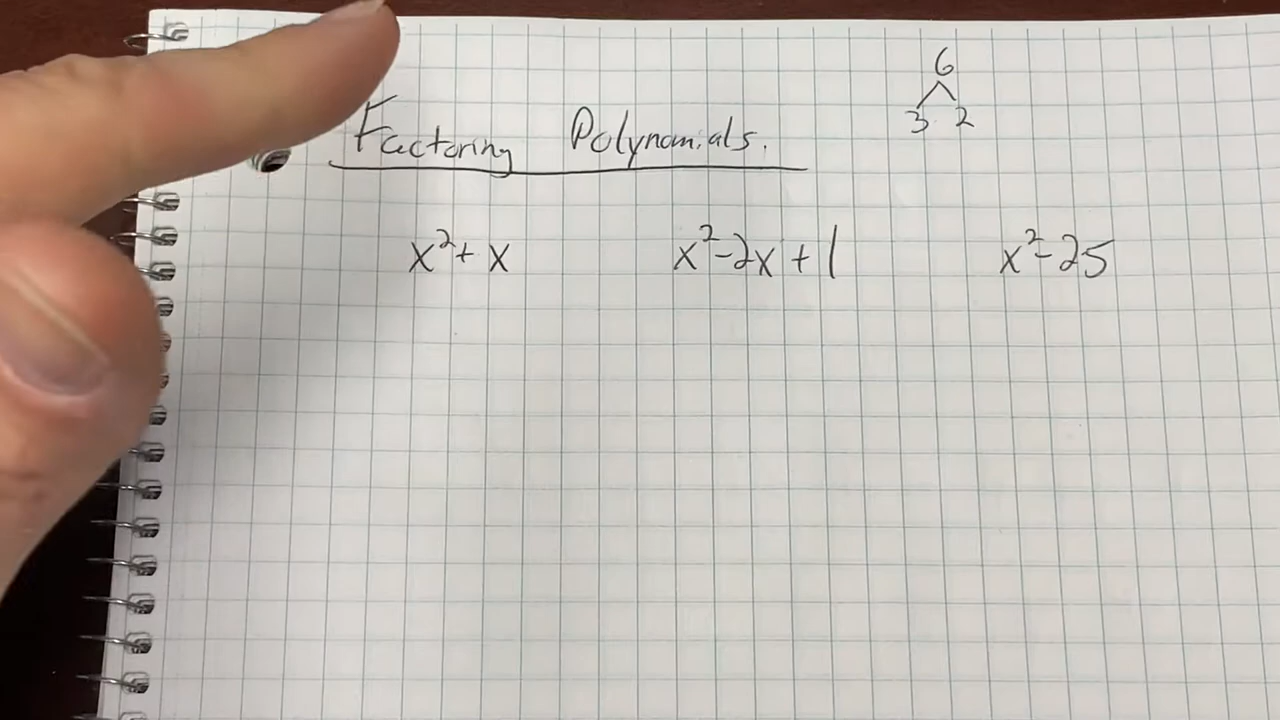 6
3 2
Factoring Polynomials.
x²+ x x²-2x + 1 x²-25